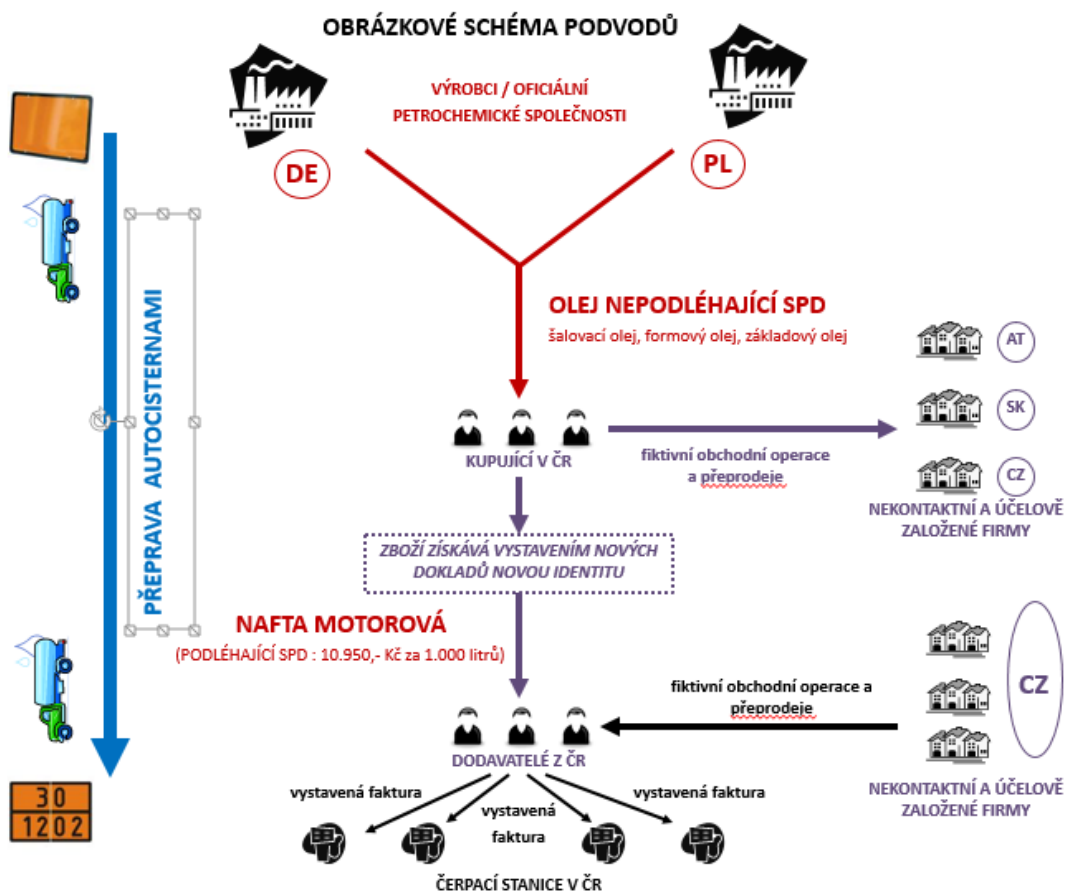 OBRÁZKOVÉ SCHÉMA PODVODŮ
VÝROBCI / OFICIÁLNÍ
PETROCHEMICKÉ SPOLEČNOSTI
DE
PL
OLEJ NEPODLÉHAJÍCÍ SPD
šalovací olej, formový olej, základový olej
AT
SK
CZ
KUPUJÍCÍ V ČR
fiktivní obchodní operace
a přeprodeje
NEKONTAKTNÍ A ÚČELOVĚ
ZALOŽENÉ FIRMY
PŘEPRAVA AUTOCISTERNAMI
ZBOŽÍ ZÍSKÁVÁ VYSTAVENÍM NOVÝCH
DOKLADŮ NOVOU IDENTITU
NAFTA MOTOROVÁ
(PODLÉHAJÍCÍ SPD : 10.950,- Kč za 1.000 litrů)
fiktivní obchodní operace a
přeprodeje
CZ
DODAVATELÉ Z ČR
NEKONTAKTNÍ A ÚČELOVĚ
ZALOŽENÉ FIRMY
vystavená faktura
vystavená
faktura
vystavená faktura
30
1202
ČERPACÍ STANICE V ČR